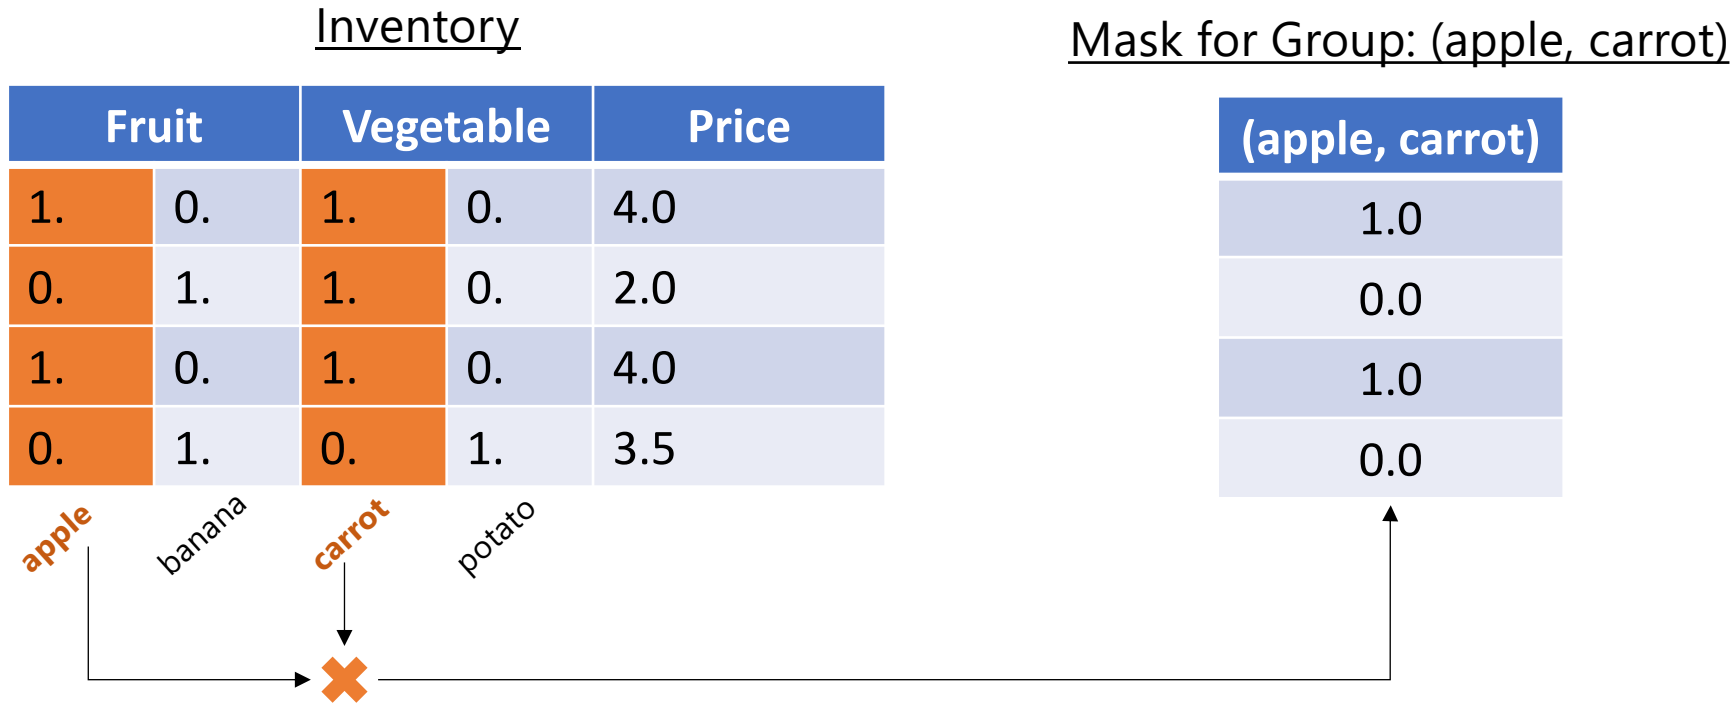 Inventory
Mask for Group: (apple, carrot)
Fruit Vegetable Price
1. 0. 1. 0. 4.0
0. 1. 1. 0. 2.0
1. 0. 1. 0. 4.0
0. 1. 0. 1. 3.5
apple banana carrot potato
(apple, carrot)
1.0
0.0
1.0
0.0